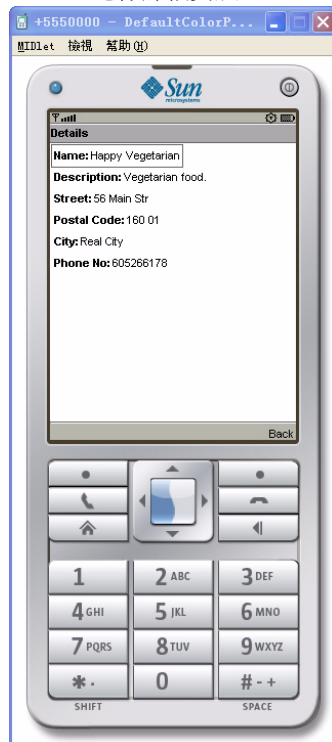 +5550000 - DefaultColorP...
MIDlet 檢視 幫助(H)
Sun
microsystems
Details
Name: Happy Vegetarian
Description: Vegetarian food.
Street: 56 Main Str
Postal Code: 160 01
City: Real City
Phone No: 605266178
Back
1 2 ABC 3 DEF
4 GHI 5 JKL 6 MNO
7 PQRS 8 TUV 9 WXYZ
* . 0 # - +
SHIFT SPACE